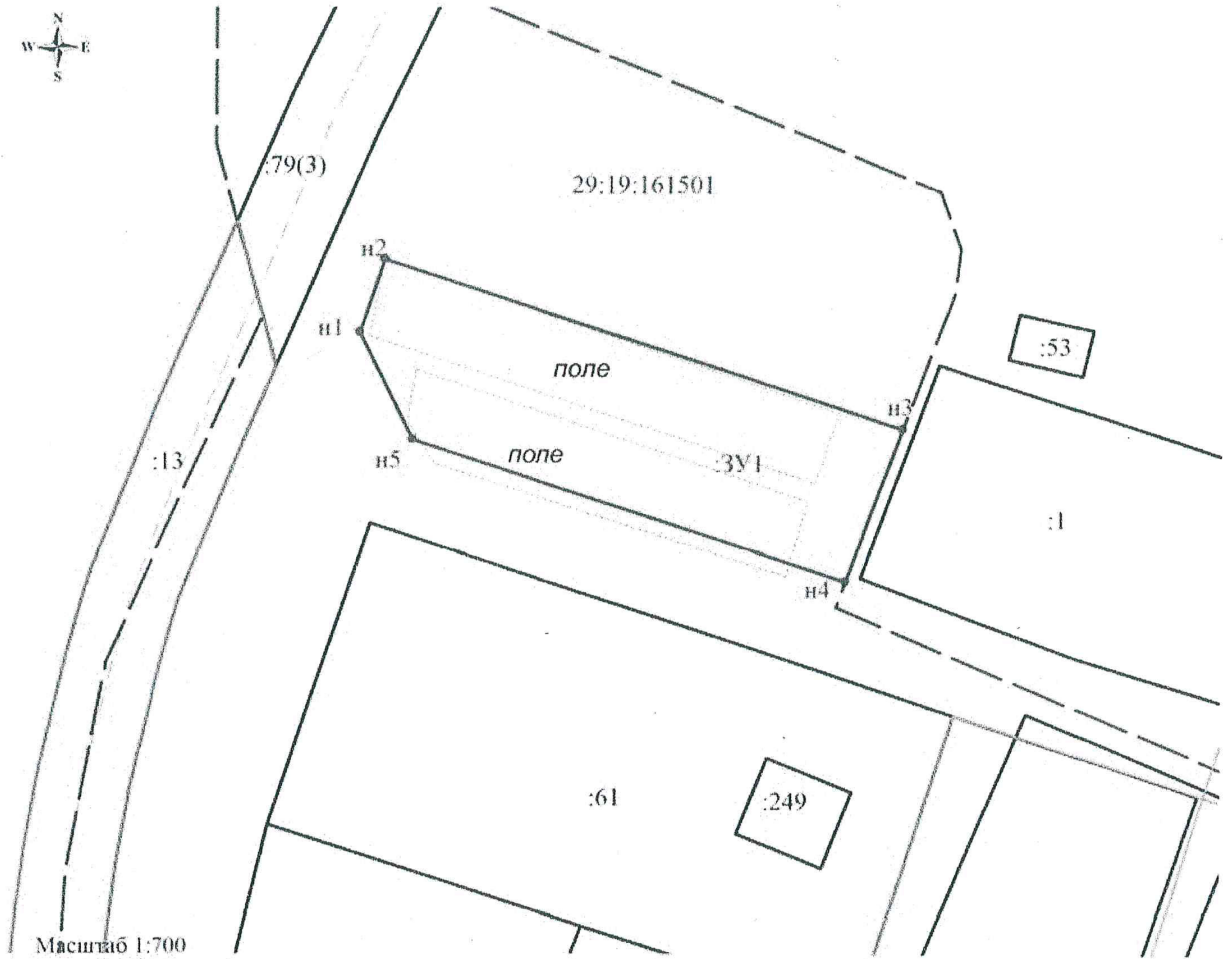 N
W E
S
:79(3)
29:19:161501
н2
н1
:53
поле
н3
:13
н5
поле
:ЗУ1
:1
н4
:61
:249
Масштаб 1:700